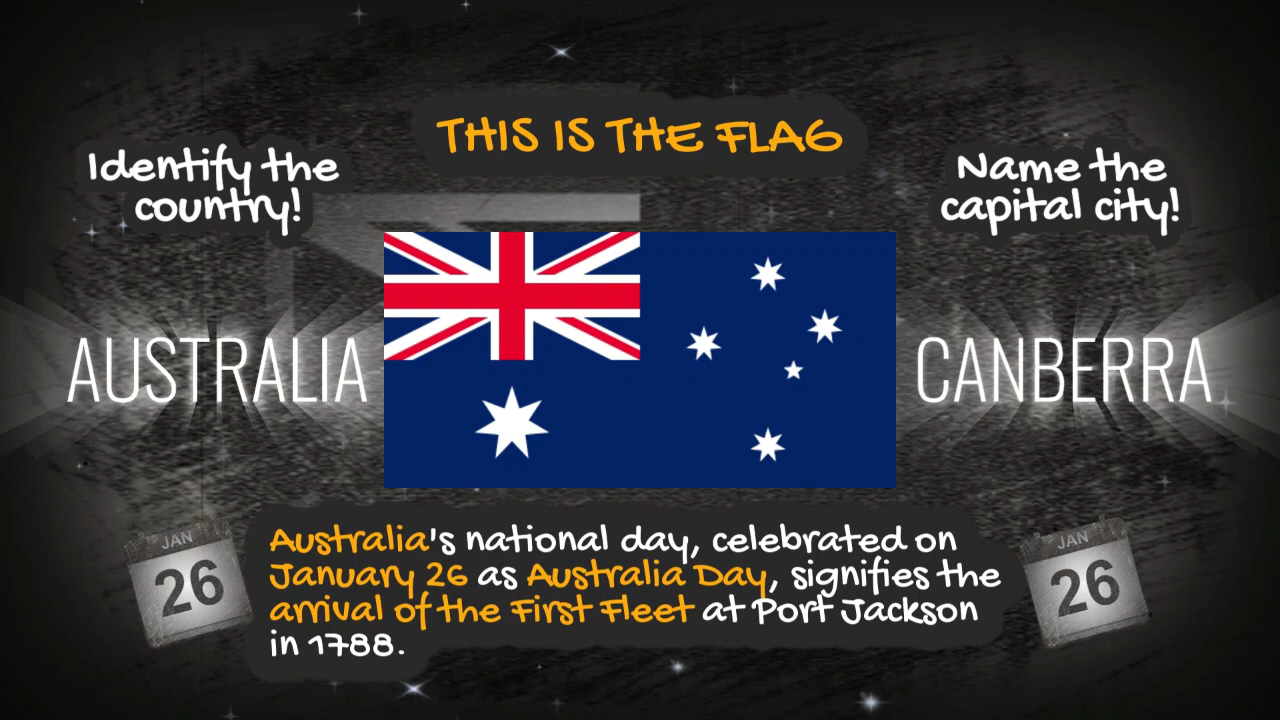 THIS IS THE FLAG
Identify the
country!
Name the
capital city!
AUSTRALIA
CANBERRA
JAN
26
Australia's national day, celebrated on
January 26 as Australia Day, signifies the
arrival of the First Fleet at Port Jackson
in 1788.
JAN
26